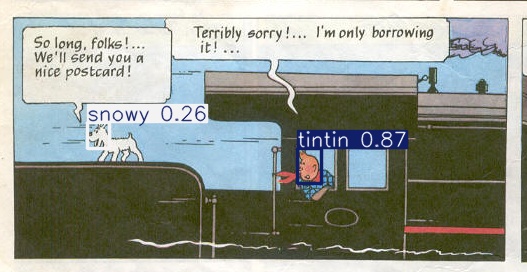 So long, folks!...
We'll send you a
nice postcard!
Terribly sorry!... I'm only borrowing
it!...
snowy 0.26
tintin 0.87